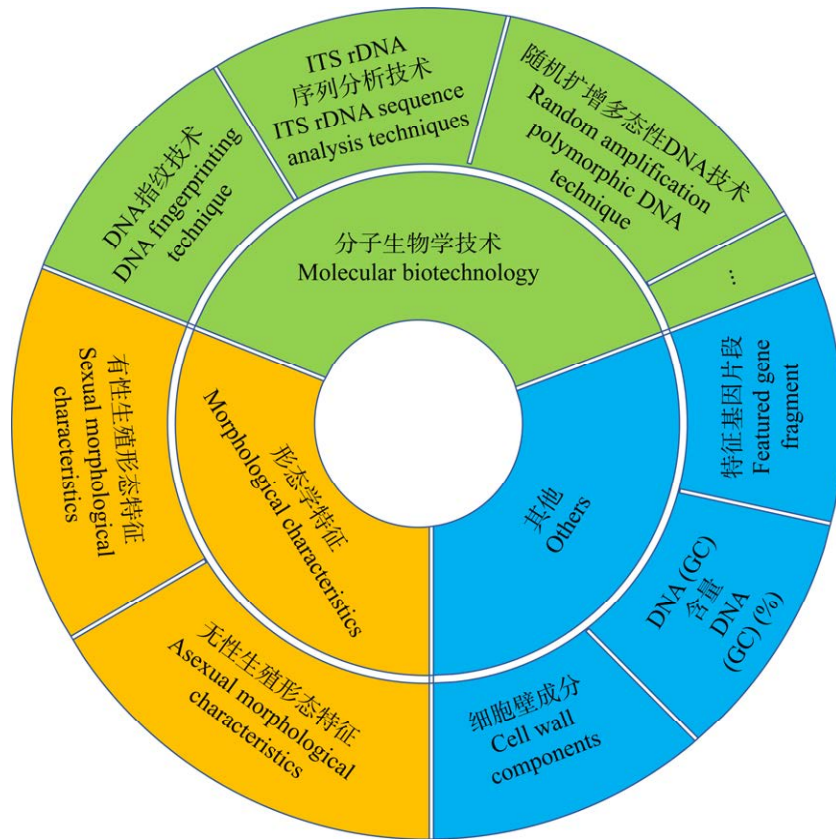 ITS rDNA
序列分析技术
ITS rDNA sequence
analysis techniques
随机扩增多态性DNA技术
Random amplification
polymorphic DNA
technique
DNA指纹技术
DNA fingerprinting
technique
分子生物学技术
Molecular biotechnology
...
有性生殖形态特征
Sexual morphological
characteristics
特征基因片段
Featured gene
fragment
形态学特征
Morphological characteristics
其他
Others
DNA (GC)
含量
DNA
(GC) (%)
无性生殖形态特征
Asexual morphological
characteristics
细胞壁成分
Cell wall
components